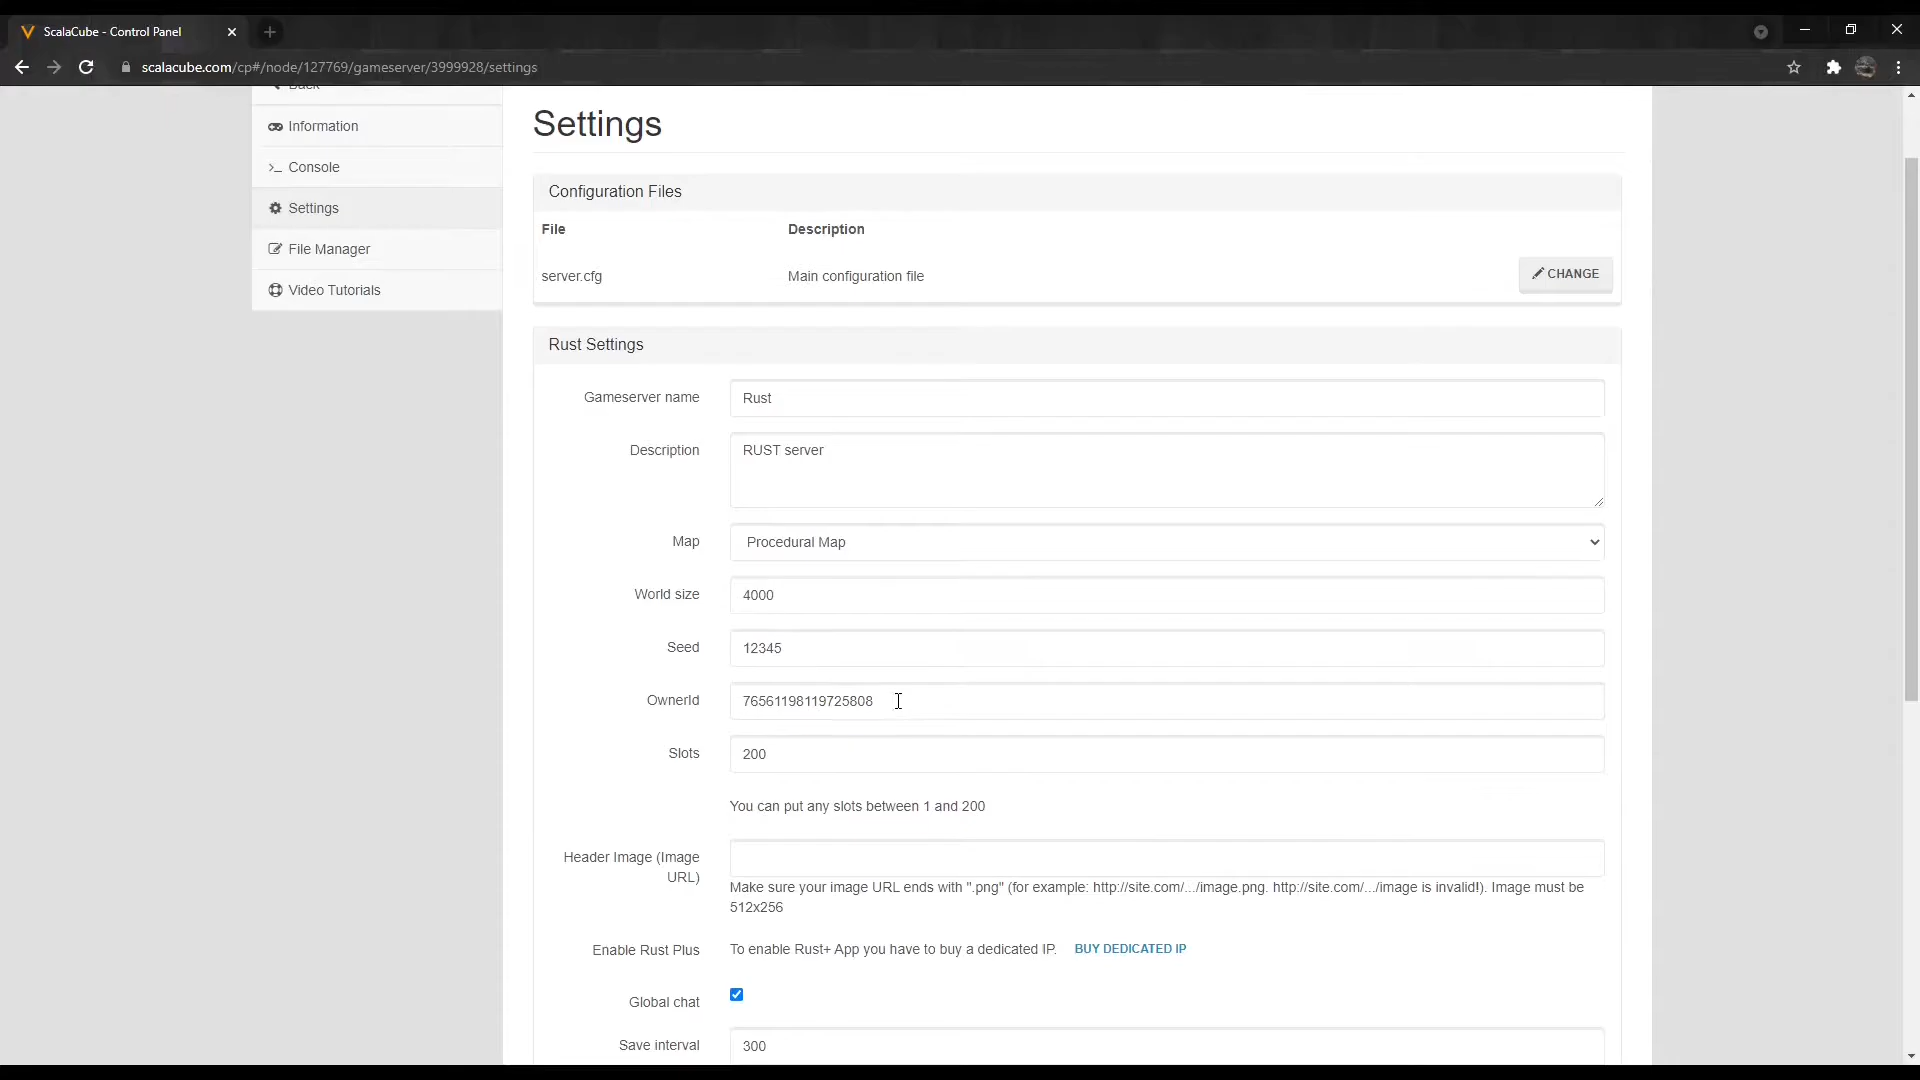 ScalaCube - Control Panel
scalacube.com/cp#/node/127769/gameserver/3999928/settings
Back
Information
Console
Settings
File Manager
Video Tutorials
Settings
Configuration Files
File Description
server.cfg Main configuration file CHANGE
Rust Settings
Gameserver name Rust
Description RUST server
Map Procedural Map
World size 4000
Seed 12345
OwnerId 76561198119725808
Slots 200
You can put any slots between 1 and 200
Header Image (Image
URL)
Make sure your image URL ends with ".png" (for example: http://site.com/.../image.png. http://site.com/.../image is invalid!). Image must be
512x256
Enable Rust Plus To enable Rust+ App you have to buy a dedicated IP. BUY DEDICATED IP
Global chat
Save interval 300